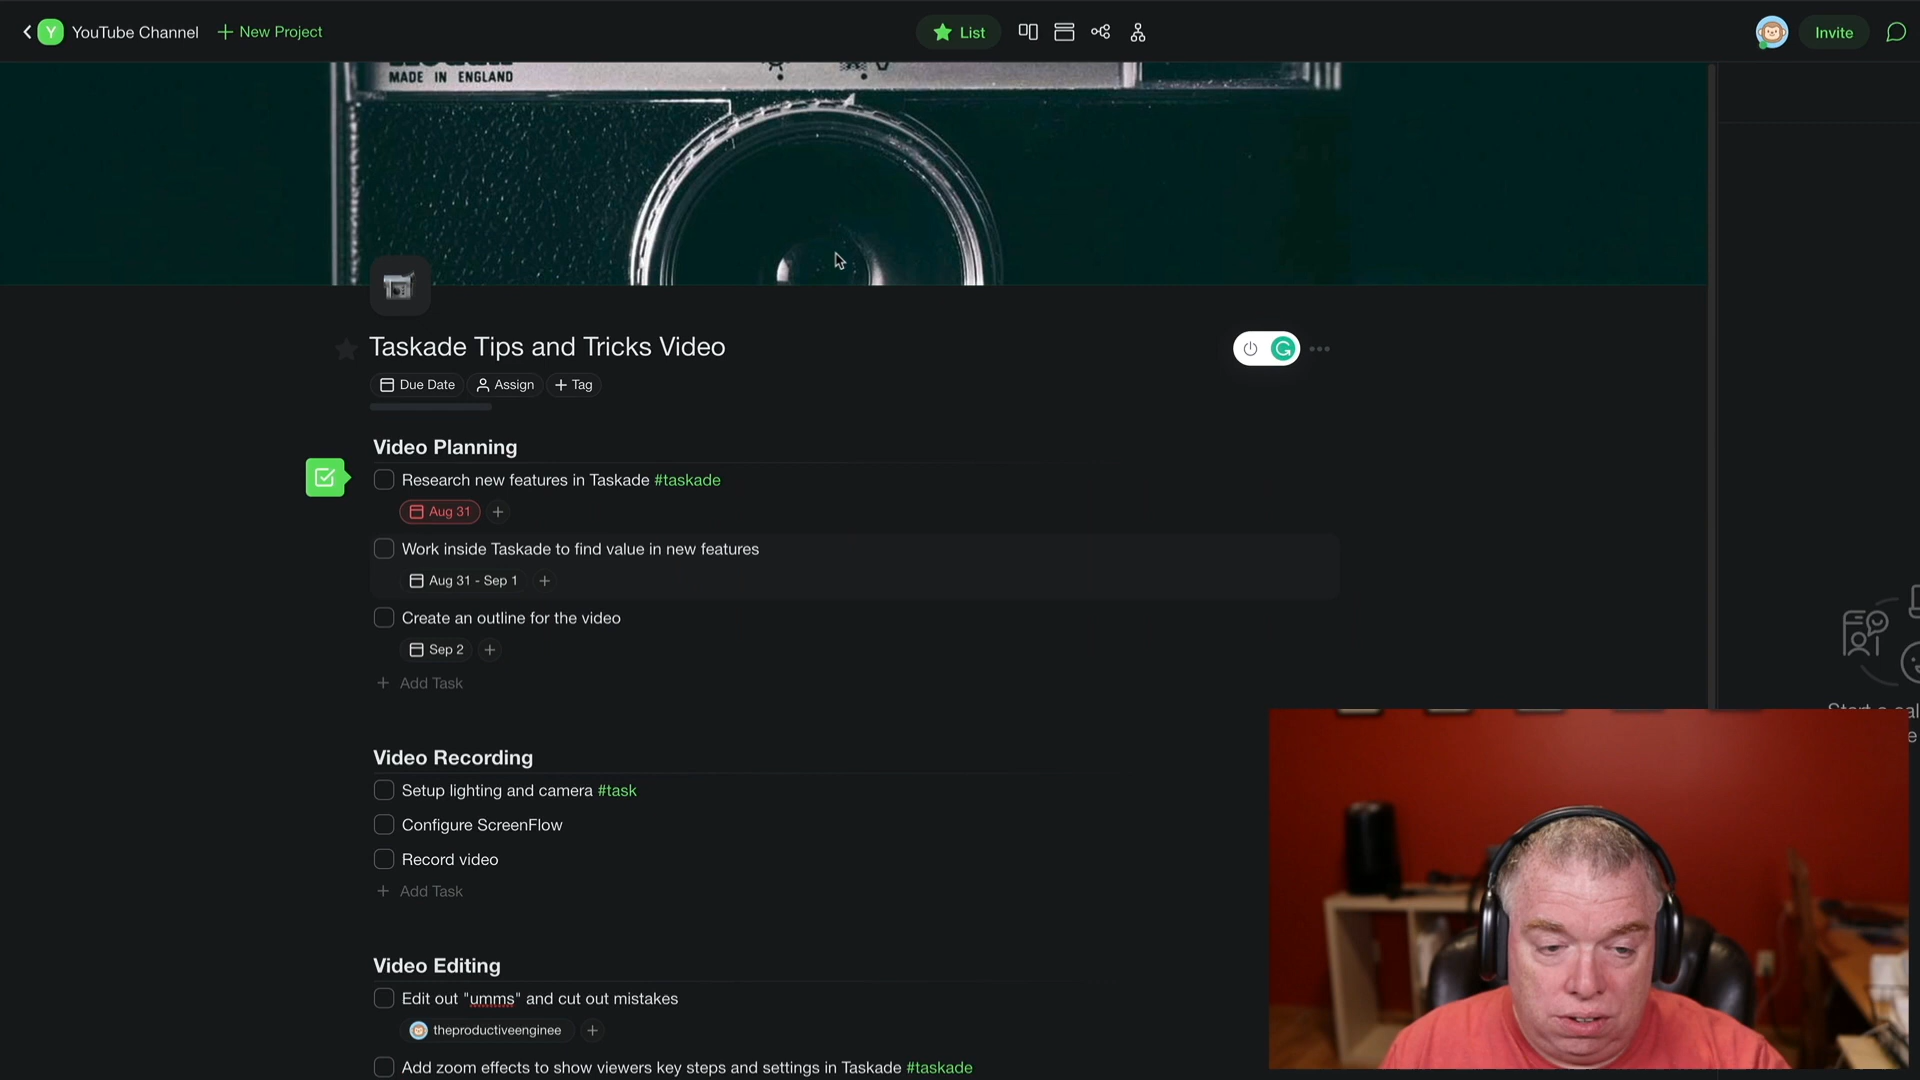 Y YouTube Channel + New Project List Invite
MADE IN ENGLAND
Taskade Tips and Tricks Video
Due Date Assign + Tag
Video Planning
Research new features in Taskade #taskade
Aug 31 +
Work inside Taskade to find value in new features
Aug 31 - Sep 1 +
Create an outline for the video
Sep 2 +
+ Add Task
Video Recording
Setup lighting and camera #task
Configure ScreenFlow
Record video
+ Add Task
Video Editing
Edit out "umms" and cut out mistakes
theproductiveenginee +
Add zoom effects to show viewers key steps and settings in Taskade #taskade